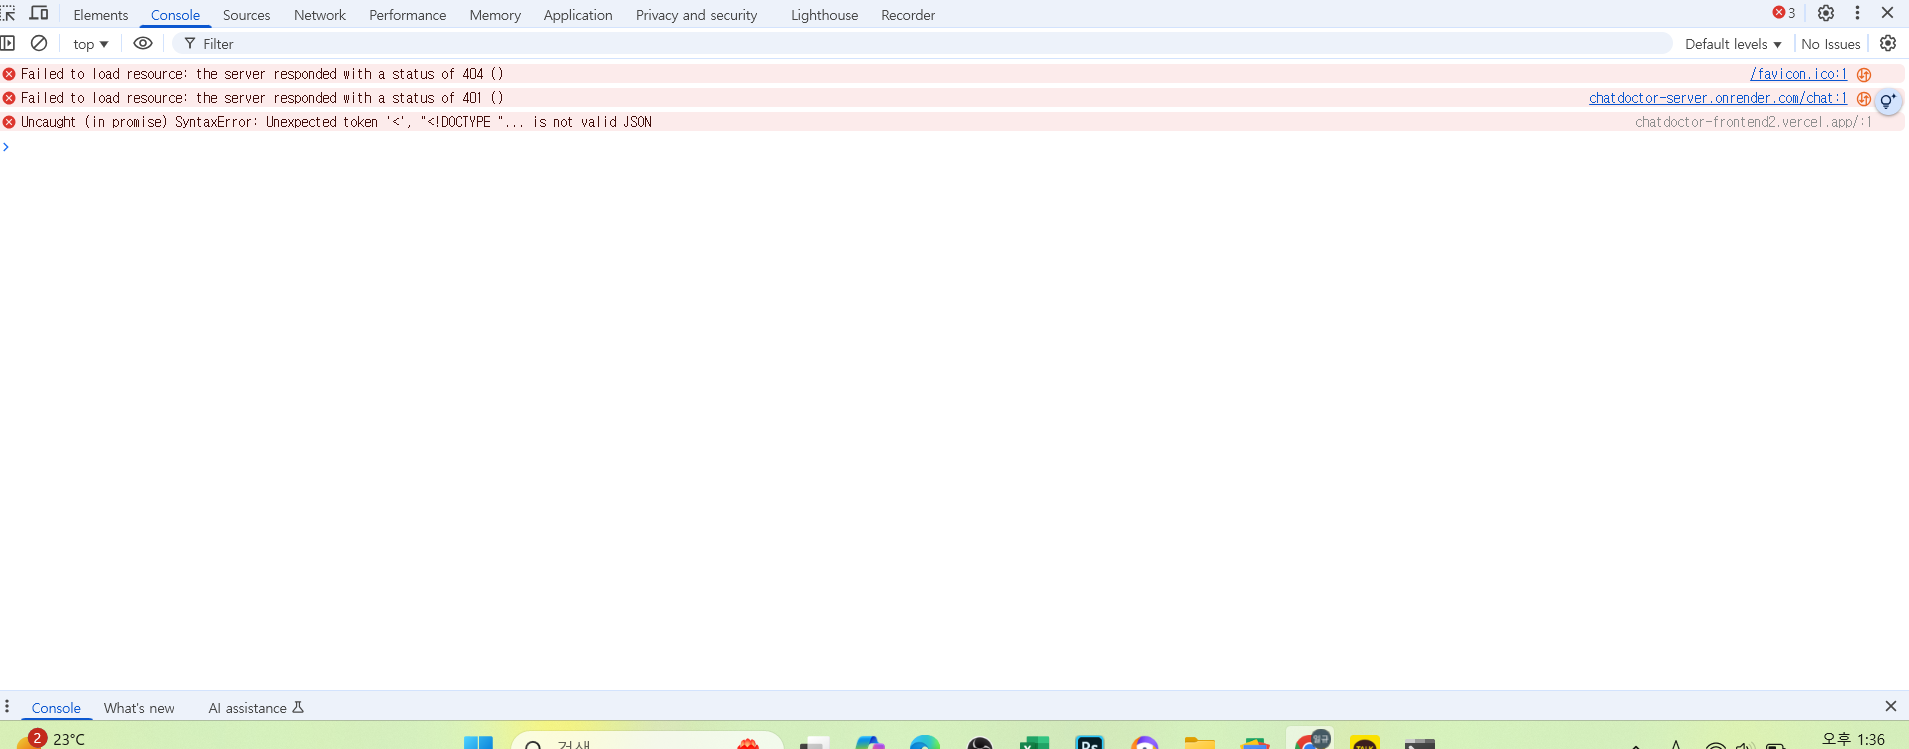 Elements Console Sources Network Performance Memory Application Privacy and security Lighthouse Recorder 3
top Filter Default levels No Issues
Failed to load resource: the server responded with a status of 404 () /favicon.ico:1
Failed to load resource: the server responded with a status of 401 () chatdoctor-server.onrender.com/chat:1
Uncaught (in promise) SyntaxError: Unexpected token '<', "<!DOCTYPE "... is not valid JSON chatdoctor-frontend2.vercel.app/:1
Console What's new AI assistance
2 23°C 검색 Ps TALK 일규 오후 1:36